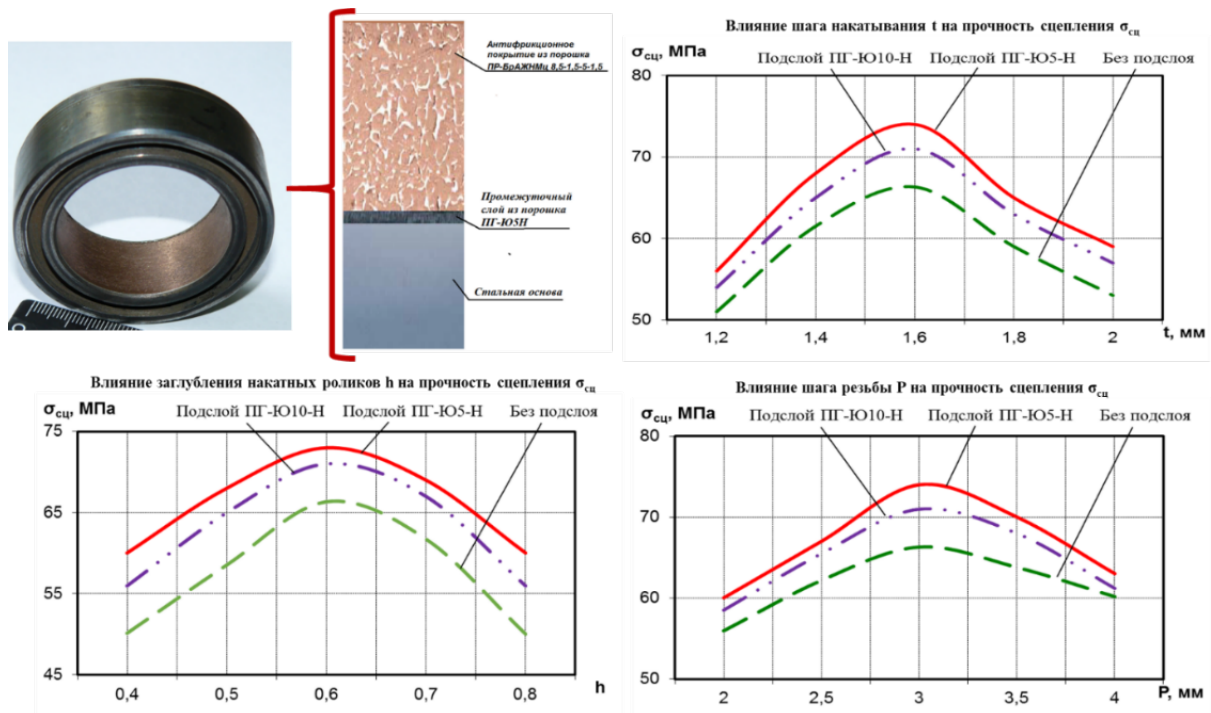 Антифрикционное
покрытие из порошка
ПР-БрАЖНМц 8,5-1,5-5-1,5
Промежуточный
слой из порошка
ПГ-Ю5Н
Стальная основа
0
Влияние шага накатывания t на прочность сцепления σсц
σсц, МПа
Подслой ПГ-Ю10-Н Подслой ПГ-Ю5-Н Без подслоя
80
70
60
50
1,2 1,4 1,6 1,8 2
t, мм
Влияние заглубления накатных роликов h на прочность сцепления σсц
σсц, МПа
Подслой ПГ-Ю10-Н Подслой ПГ-Ю5-Н Без подслоя
75
65
55
45
0,4 0,5 0,6 0,7 0,8 h
Влияние шага резьбы P на прочность сцепления σсц
σсц, МПа
Подслой ПГ-Ю10-Н Подслой ПГ-Ю5-Н Без подслоя
80
70
60
50
2 2,5 3 3,5 4 P, мм